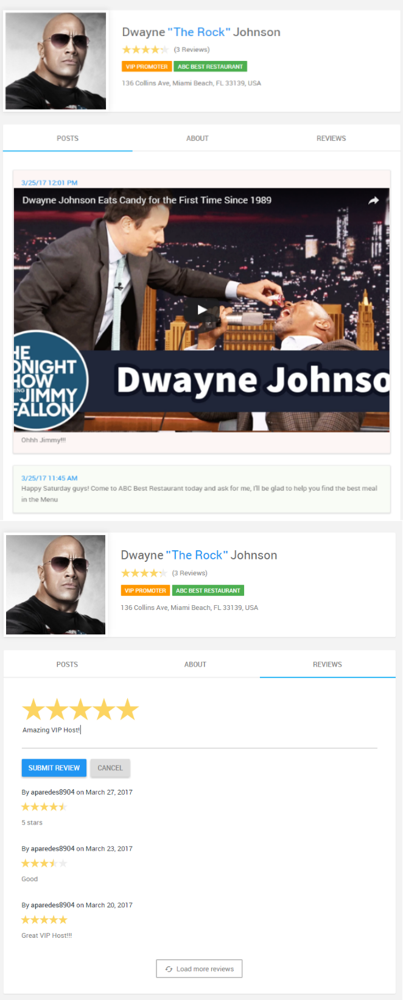 Dwayne "The Rock" Johnson
(3 Reviews)
VIP PROMOTER ABC BEST RESTAURANT
136 Collins Ave, Miami Beach, FL 33139, USA
POSTS ABOUT REVIEWS
3/25/17 12:01 PM
Dwayne Johnson Eats Candy for the First Time Since 1989
HE
ONIGHT
HOW
ING JIMMY
FALLON
Dwayne Johnso
Ohhh Jimmy!!!
3/25/17 11:45 AM
Happy Saturday guys! Come to ABC Best Restaurant today and ask for me, I'll be glad to help you find the best meal
in the Menu
Dwayne "The Rock" Johnson
(3 Reviews)
VIP PROMOTER ABC BEST RESTAURANT
136 Collins Ave, Miami Beach, FL 33139, USA
POSTS ABOUT REVIEWS
Amazing VIP Host!
SUBMIT REVIEW CANCEL
By aparedes8904 on March 27, 2017
5 stars
By aparedes8904 on March 23, 2017
Good
By aparedes8904 on March 20, 2017
Great VIP Host!!!
Load more reviews